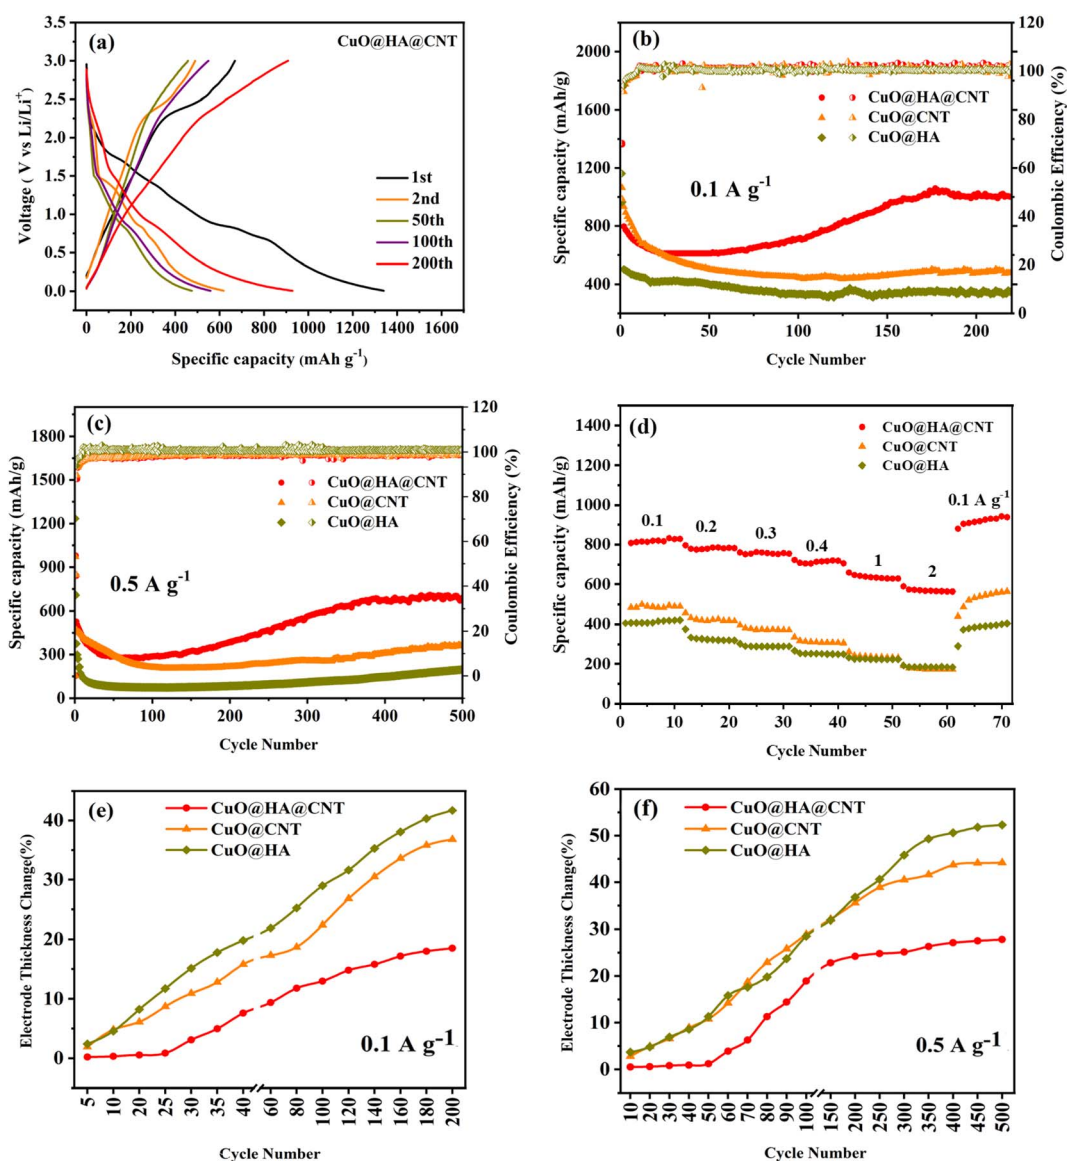 (a)
CuO@HA@CNT
3.5
3.0
2.5
2.0
1.5
1.0
0.5
0.0
Voltage ( V vs Li/Li+)
1st
2nd
50th
100th
200th
0 200 400 600 800 1000 1200 1400 1600
Specific capacity (mAh g-1)
(b)
2000
1800
1600
1400
1200
1000
800
600
400
200
Specific capacity (mAh/g)
CuO@HA@CNT
CuO@CNT
CuO@HA
0.1 A g-1
120
100
80
60
40
20
0
Coulombic Efficiency (%)
0 50 100 150 200
Cycle Number
(c)
1800
1650
1500
1350
1200
1050
900
750
600
450
300
150
0
Specific capacity (mAh/g)
CuO@HA@CNT
CuO@CNT
CuO@HA
0.5 A g-1
120
100
80
60
40
20
0
Coulombic Efficiency (%)
0 100 200 300 400 500
Cycle Number
(d)
1400
1200
1000
800
600
400
200
0
Specific capacity (mAh/g)
CuO@HA@CNT
CuO@CNT
CuO@HA
0.1
0.2
0.3
0.4
1
2
0.1 A g-1
0 10 20 30 40 50 60 70
Cycle Number
(e)
40
30
20
10
0
Electrode Thickness Change(%)
CuO@HA@CNT
CuO@CNT
CuO@HA
0.1 A g-1
5 10 20 25 30 35 40 60 80 100 120 140 160 180 200
Cycle Number
(f)
60
50
40
30
20
10
0
Electrode Thickness Change(%)
CuO@HA@CNT
CuO@CNT
CuO@HA
0.5 A g-1
10 20 30 40 50 60 70 80 90 100 150 200 250 300 350 400 450 500
Cycle Number